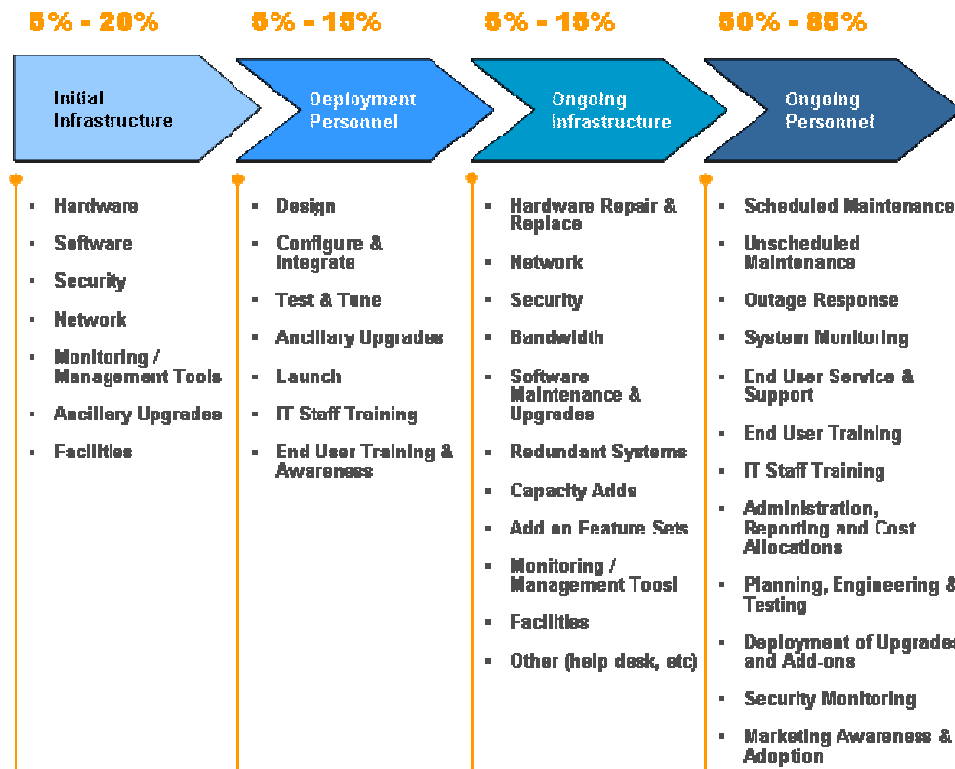 5% - 20%
5% - 15%
5% - 15%
50% - 85%
Initial
Infrastructure
Deployment
Personnel
Ongoing
Infrastructure
Ongoing
Personnel
▪ Hardware
▪ Software
▪ Security
▪ Network
▪ Monitoring /
Management Tools
▪ Ancillary Upgrades
▪ Facilities
▪ Design
▪ Configure &
Integrate
▪ Test & Tune
▪ Ancillary Upgrades
▪ Launch
▪ IT Staff Training
▪ End User Training &
Awareness
▪ Hardware Repair &
Replace
▪ Network
▪ Security
▪ Bandwidth
▪ Software
Maintenance &
Upgrades
▪ Redundant Systems
▪ Capacity Adds
▪ Add on Feature Sets
▪ Monitoring /
Management Toosl
▪ Facilities
▪ Other (help desk, etc)
▪ Scheduled Maintenance
▪ Unscheduled
Maintenance
▪ Outage Response
▪ System Monitoring
▪ End User Service &
Support
▪ End User Training
▪ IT Staff Training
▪ Administration,
Reporting and Cost
Allocations
▪ Planning, Engineering &
Testing
▪ Deployment of Upgrades
and Add-ons
▪ Security Monitoring
▪ Marketing Awareness &
Adoption